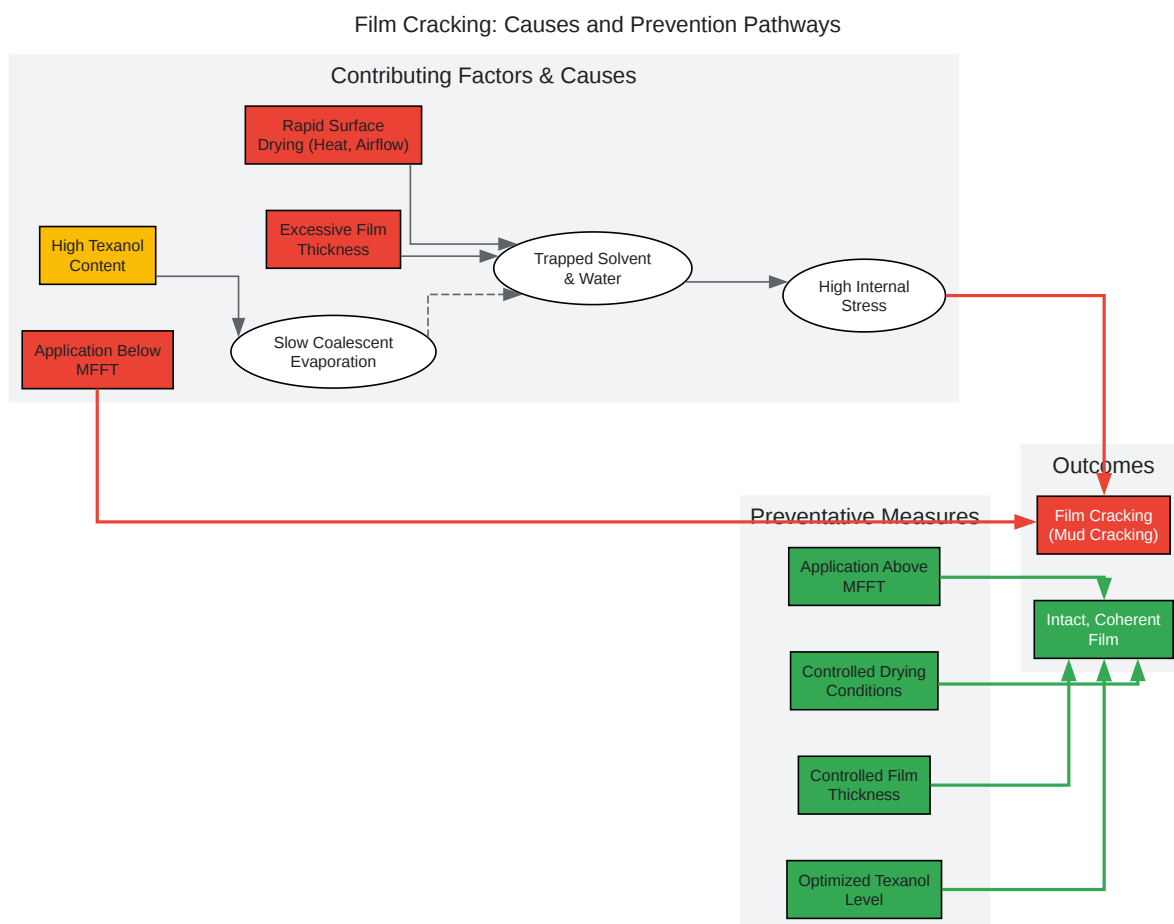 Film Cracking: Causes and Prevention Pathways
Contributing Factors & Causes
Rapid Surface
Drying (Heat, Airflow)
Excessive Film
Thickness
High Texanol
Content
Trapped Solvent
& Water
High Internal
Stress
Slow Coalescent
Evaporation
Application Below
MFFT
Outcomes
Film Cracking
(Mud Cracking)
Intact, Coherent
Film
Preventative Measures
Application Above
MFFT
Controlled Drying
Conditions
Controlled Film
Thickness
Optimized Texanol
Level